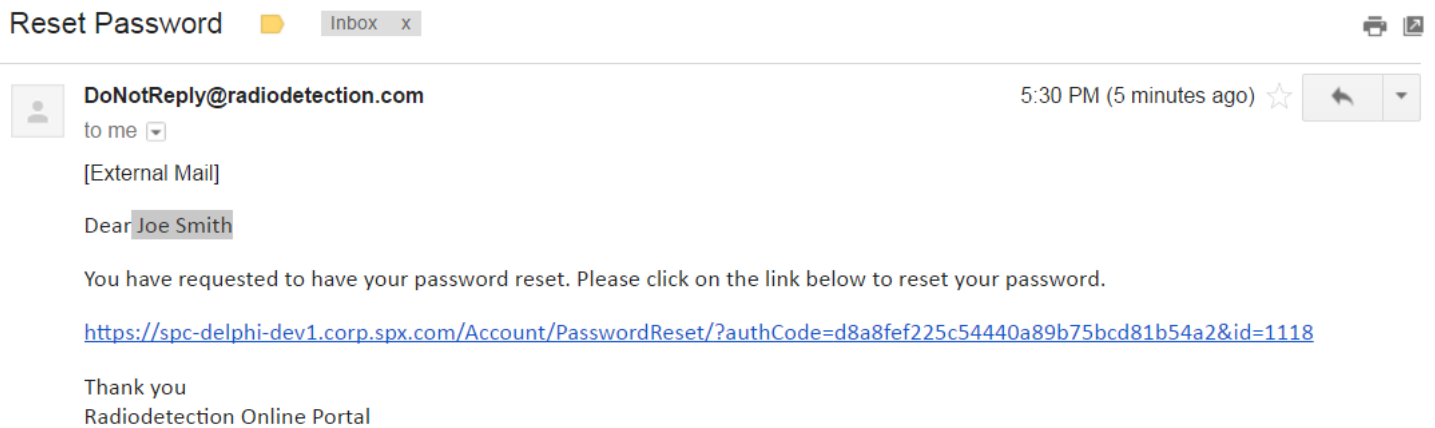 Reset Password
Inbox x
DoNotReply@radiodetection.com
5:30 PM (5 minutes ago)
to me
[External Mail]
Dear Joe Smith
You have requested to have your password reset. Please click on the link below to reset your password.
https://spc-delphi-dev1.corp.spx.com/Account/PasswordReset/?authCode=d8a8fef225c54440a89b75bcd81b54a2&id=1118
Thank you
Radiodetection Online Portal